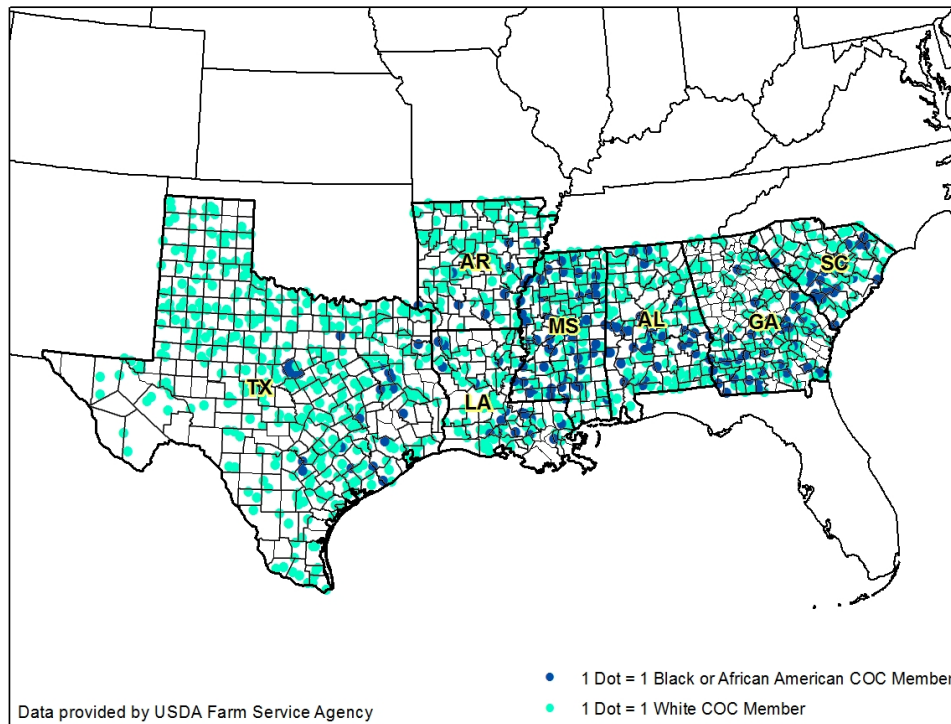 AR
SC
MS
AL
GA
TX
LA
1 Dot = 1 Black or African American COC Member
1 Dot = 1 White COC Member
Data provided by USDA Farm Service Agency